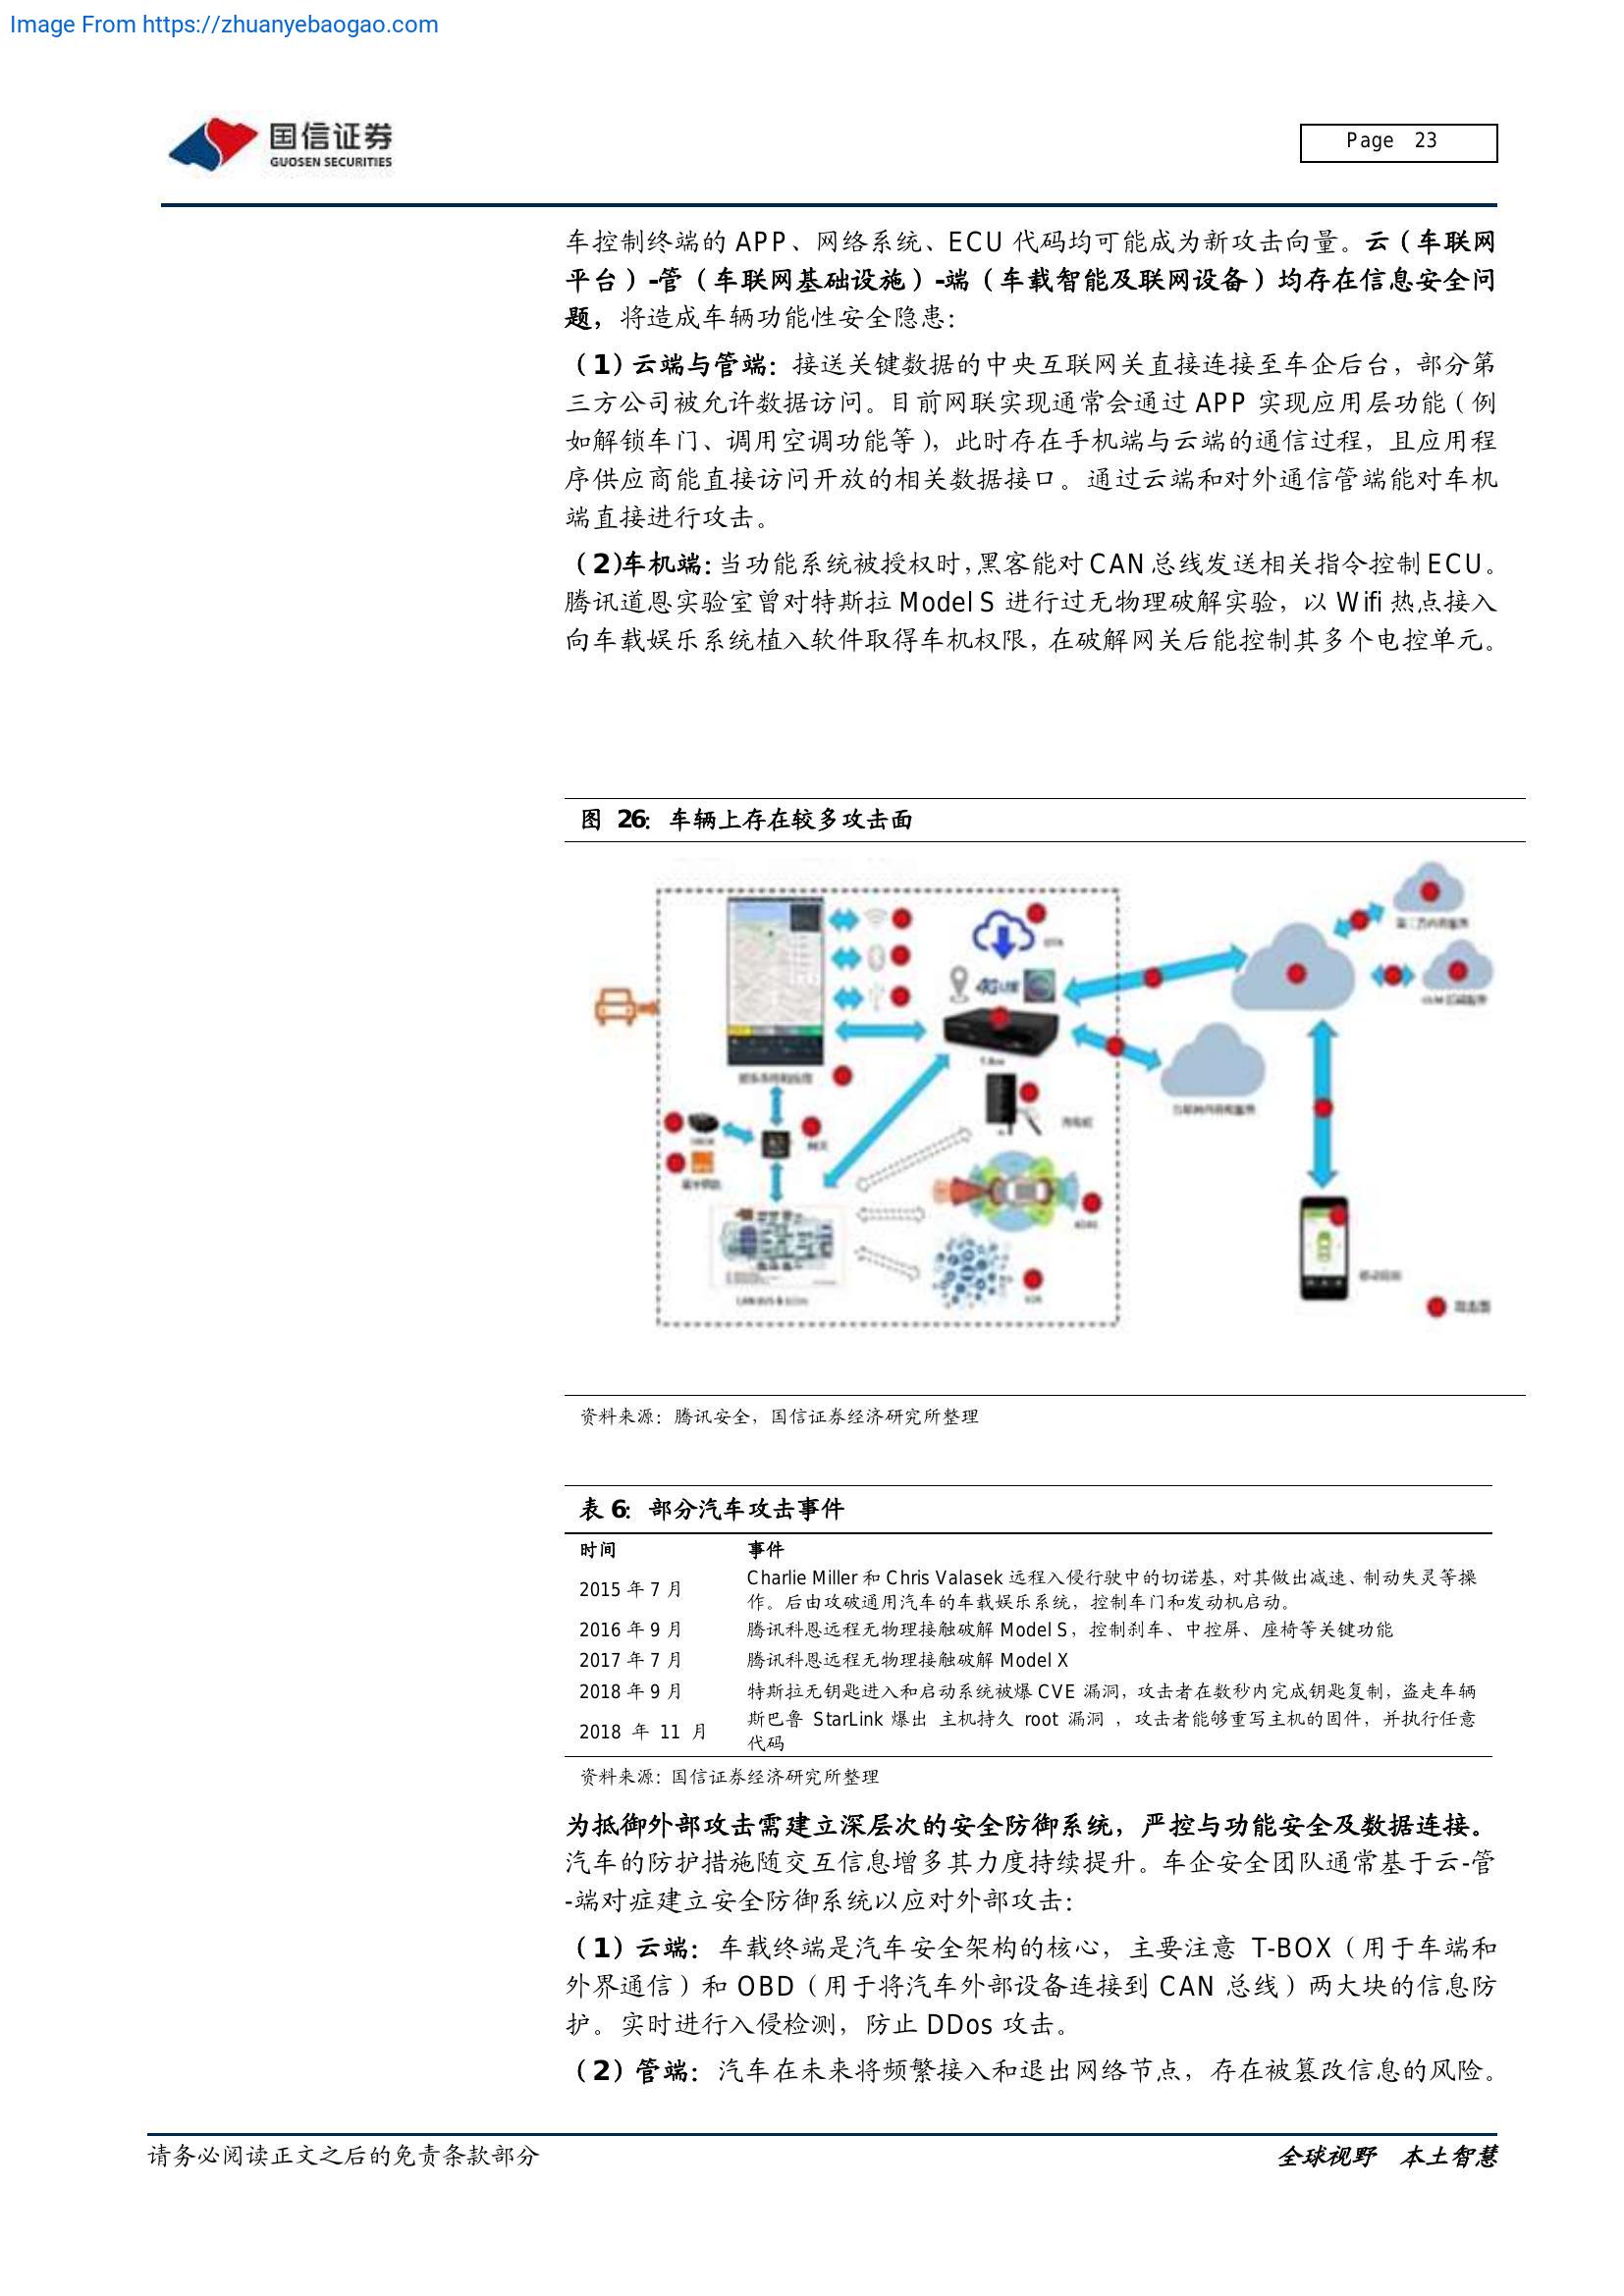 Image From https://zhuanyebaogao.com
国信证券
GUOSEN SECURITIES
Page 23
车控制终端的 APP、网络系统、ECU 代码均可能成为新攻击向量。云（车联网
平台）-管（车联网基础设施）-端（车载智能及联网设备）均存在信息安全问
题，将造成车辆功能性安全隐患：
（1）云端与管端：接送关键数据的中央互联网关直接连接至车企后台，部分第
三方公司被允许数据访问。目前网联实现通常会通过 APP 实现应用层功能（例
如解锁车门、调用空调功能等），此时存在手机端与云端的通信过程，且应用程
序供应商能直接访问开放的相关数据接口。通过云端和对外通信管端能对车机
端直接进行攻击。
（2）车机端：当功能系统被授权时，黑客能对 CAN 总线发送相关指令控制 ECU。
腾讯道恩实验室曾对特斯拉 Model S 进行过无物理破解实验，以 Wifi 热点接入
向车载娱乐系统植入软件取得车机权限，在破解网关后能控制其多个电控单元。
图 26：车辆上存在较多攻击面
OTA
4G LTE
T-Box
网关
充电桩
ADAS
CAN BUS & ECUs
攻击面
资料来源：腾讯安全，国信证券经济研究所整理
表 6：部分汽车攻击事件
时间 事件
2015 年 7 月 Charlie Miller 和 Chris Valasek 远程入侵行驶中的切诺基，对其做出减速、制动失灵等操
作。后由攻破通用汽车的车载娱乐系统，控制车门和发动机启动。
2016 年 9 月 腾讯科恩远程无物理接触破解 Model S，控制刹车、中控屏、座椅等关键功能
2017 年 7 月 腾讯科恩远程无物理接触破解 Model X
2018 年 9 月 特斯拉无钥匙进入和启动系统被爆 CVE 漏洞，攻击者在数秒内完成钥匙复制，盗走车辆
2018 年 11 月 斯巴鲁 StarLink 爆出 主机持久 root 漏洞 ，攻击者能够重写主机的固件，并执行任意
代码
资料来源：国信证券经济研究所整理
为抵御外部攻击需建立深层次的安全防御系统，严控与功能安全及数据连接。
汽车的防护措施随交互信息增多其力度持续提升。车企安全团队通常基于云-管
-端对症建立安全防御系统以应对外部攻击：
（1）云端：车载终端是汽车安全架构的核心，主要注意 T-BOX（用于车端和
外界通信）和 OBD（用于将汽车外部设备连接到 CAN 总线）两大块的信息防
护。实时进行入侵检测，防止 DDos 攻击。
（2）管端：汽车在未来将频繁接入和退出网络节点，存在被篡改信息的风险。
请务必阅读正文之后的免责条款部分
全球视野 本土智慧